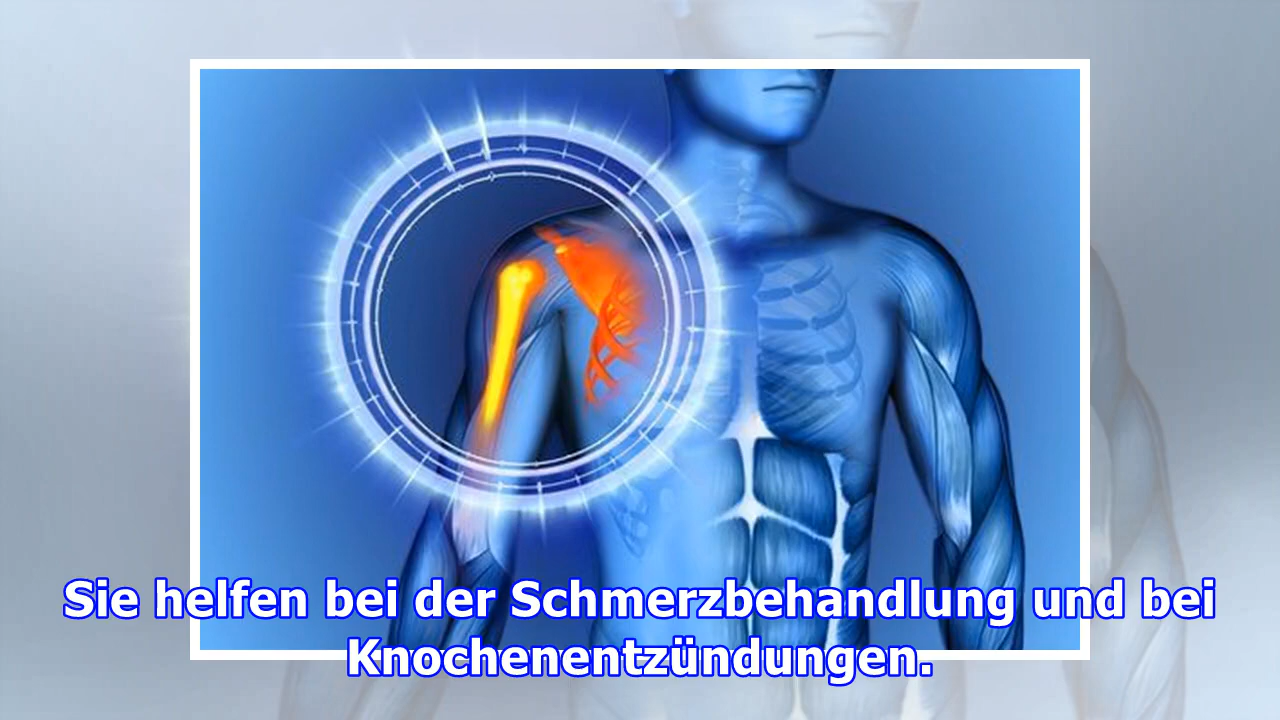 Sie helfen bei der Schmerzbehandlung und bei
Knochenentzündungen.